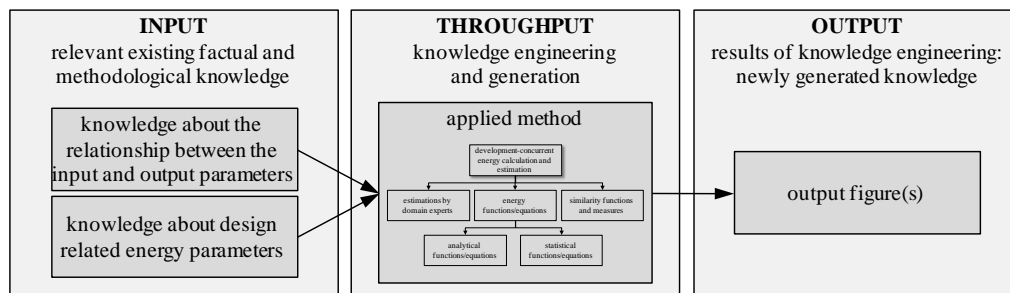 INPUT
relevant existing factual and
methodological knowledge
knowledge about the
relationship between the
input and output parameters
knowledge about design
related energy parameters
THROUGHPUT
knowledge engineering
and generation
applied method
development-concurrent
energy calculation and
estimation
estimations by
domain experts
energy
functions/equations
similarity functions
and measures
analytical
functions/equations
statistical
functions/equations
OUTPUT
results of knowledge engineering:
newly generated knowledge
output figure(s)